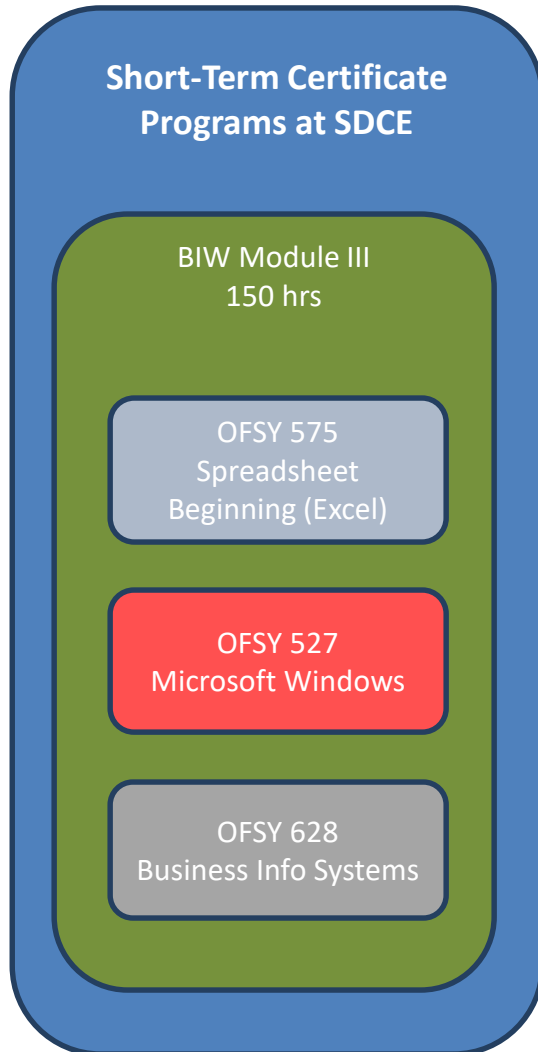 Short-Term Certificate
Programs at SDCE
BIW Module III
150 hrs
OFSY 575
Spreadsheet
Beginning (Excel)
OFSY 527
Microsoft Windows
OFSY 628
Business Info Systems